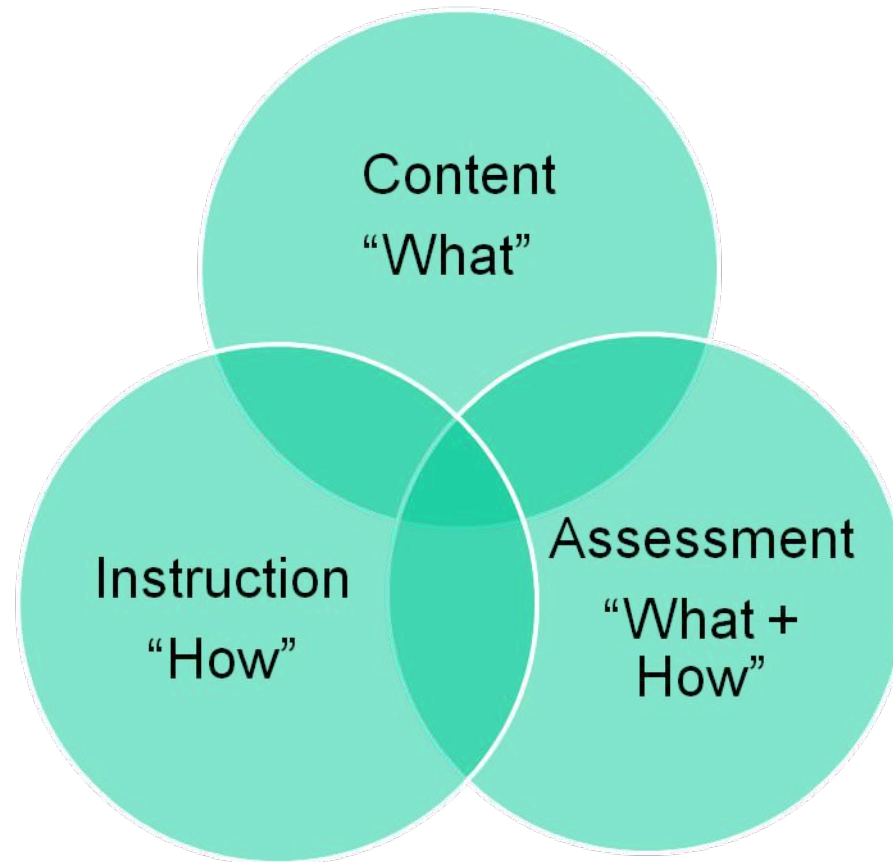 Content
“What”
Instruction
“How”
Assessment
“What +
How”